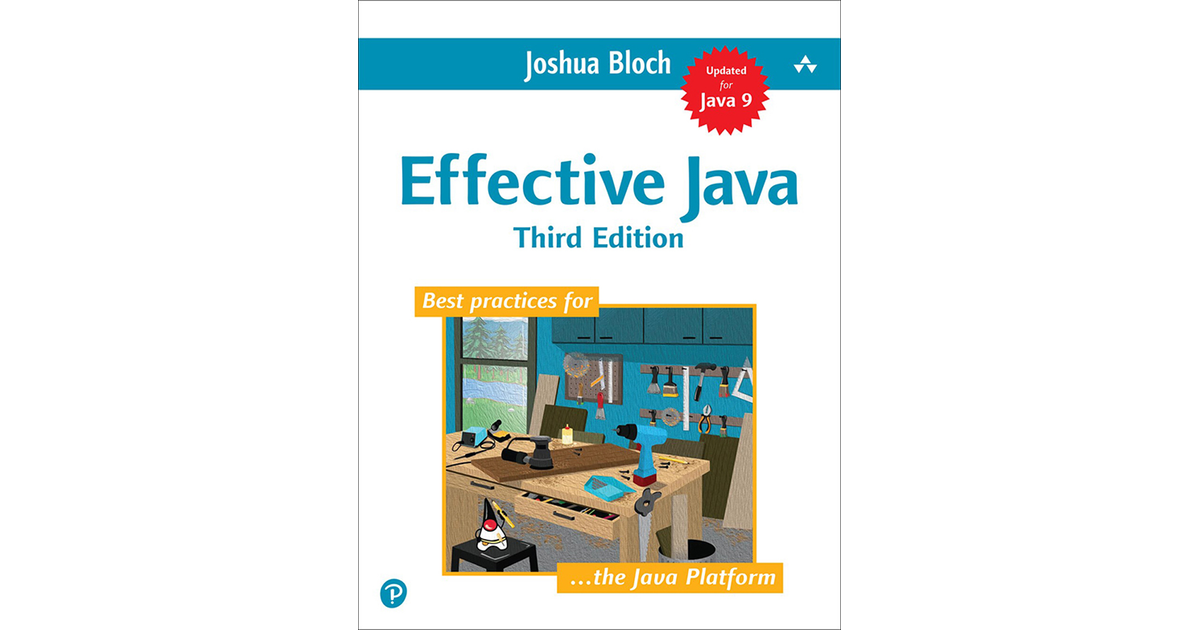 Joshua Bloch
Updated
for
Java 9
Effective Java
Third Edition
Best practices for
...the Java Platform
P